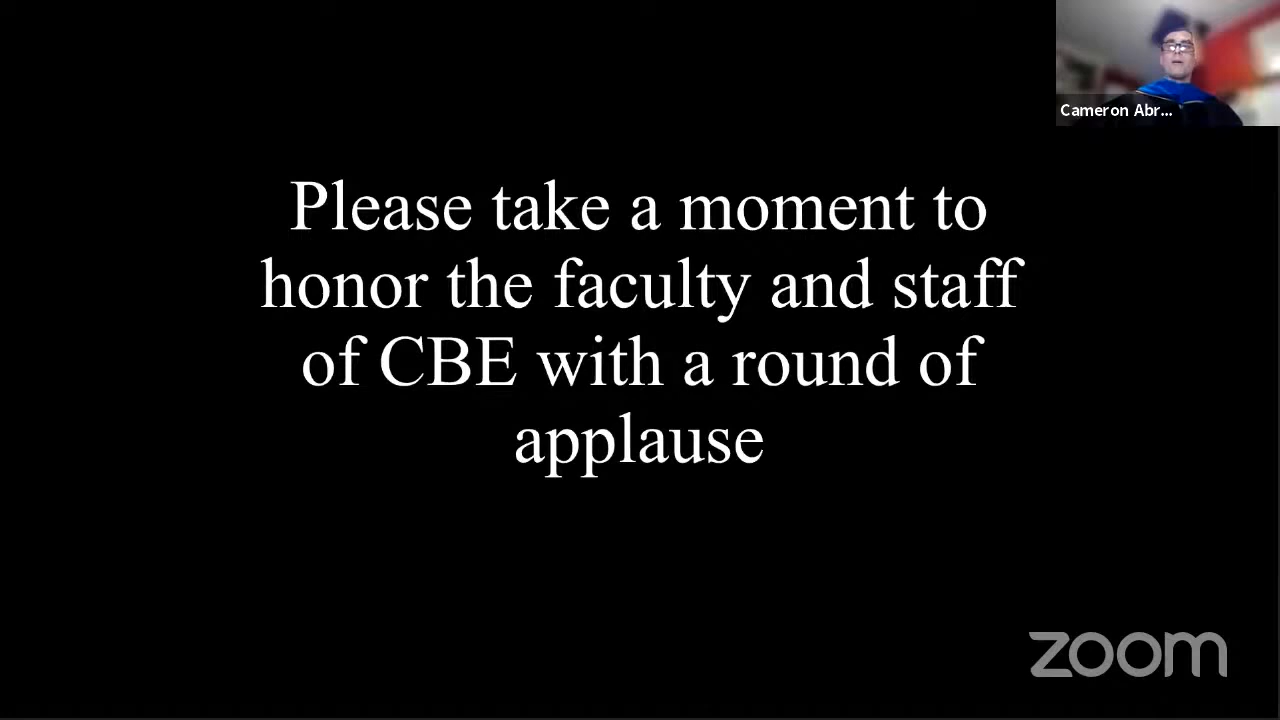 Cameron Abr...
Please take a moment to
honor the faculty and staff
of CBE with a round of
applause
zoom